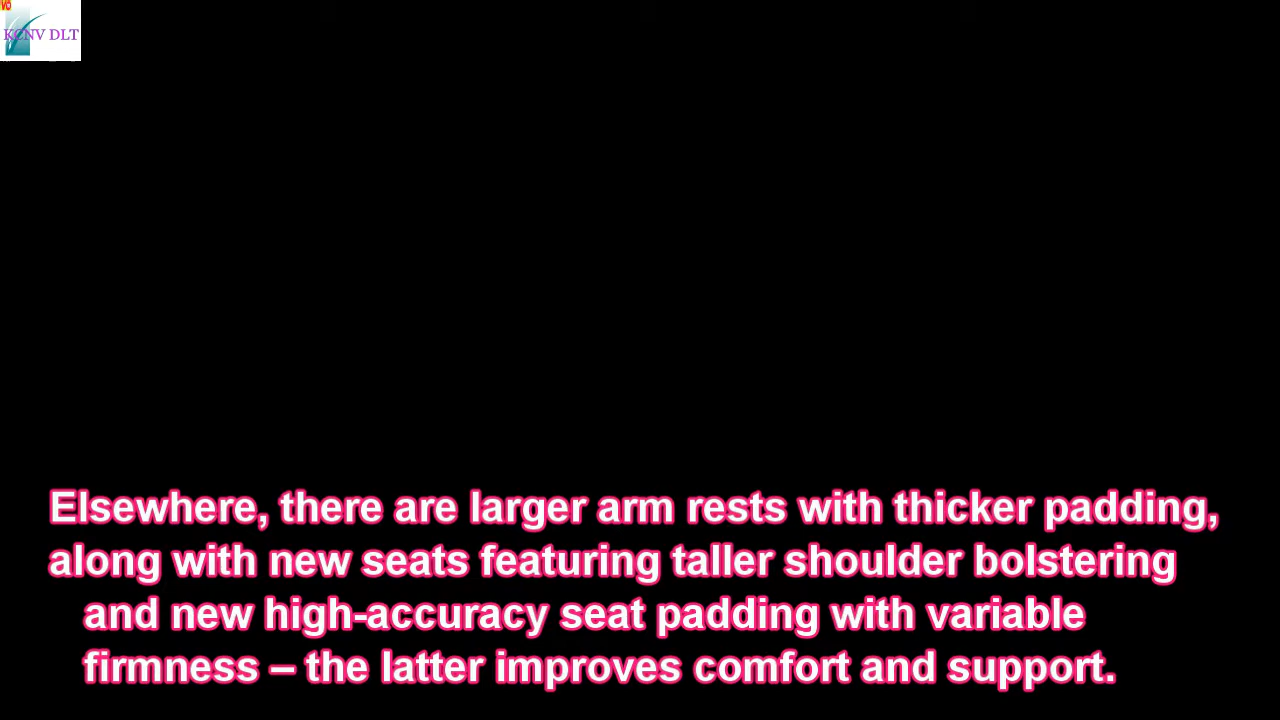 VO
KCNV DLT
Elsewhere, there are larger arm rests with thicker padding,
along with new seats featuring taller shoulder bolstering
and new high-accuracy seat padding with variable
firmness – the latter improves comfort and support.